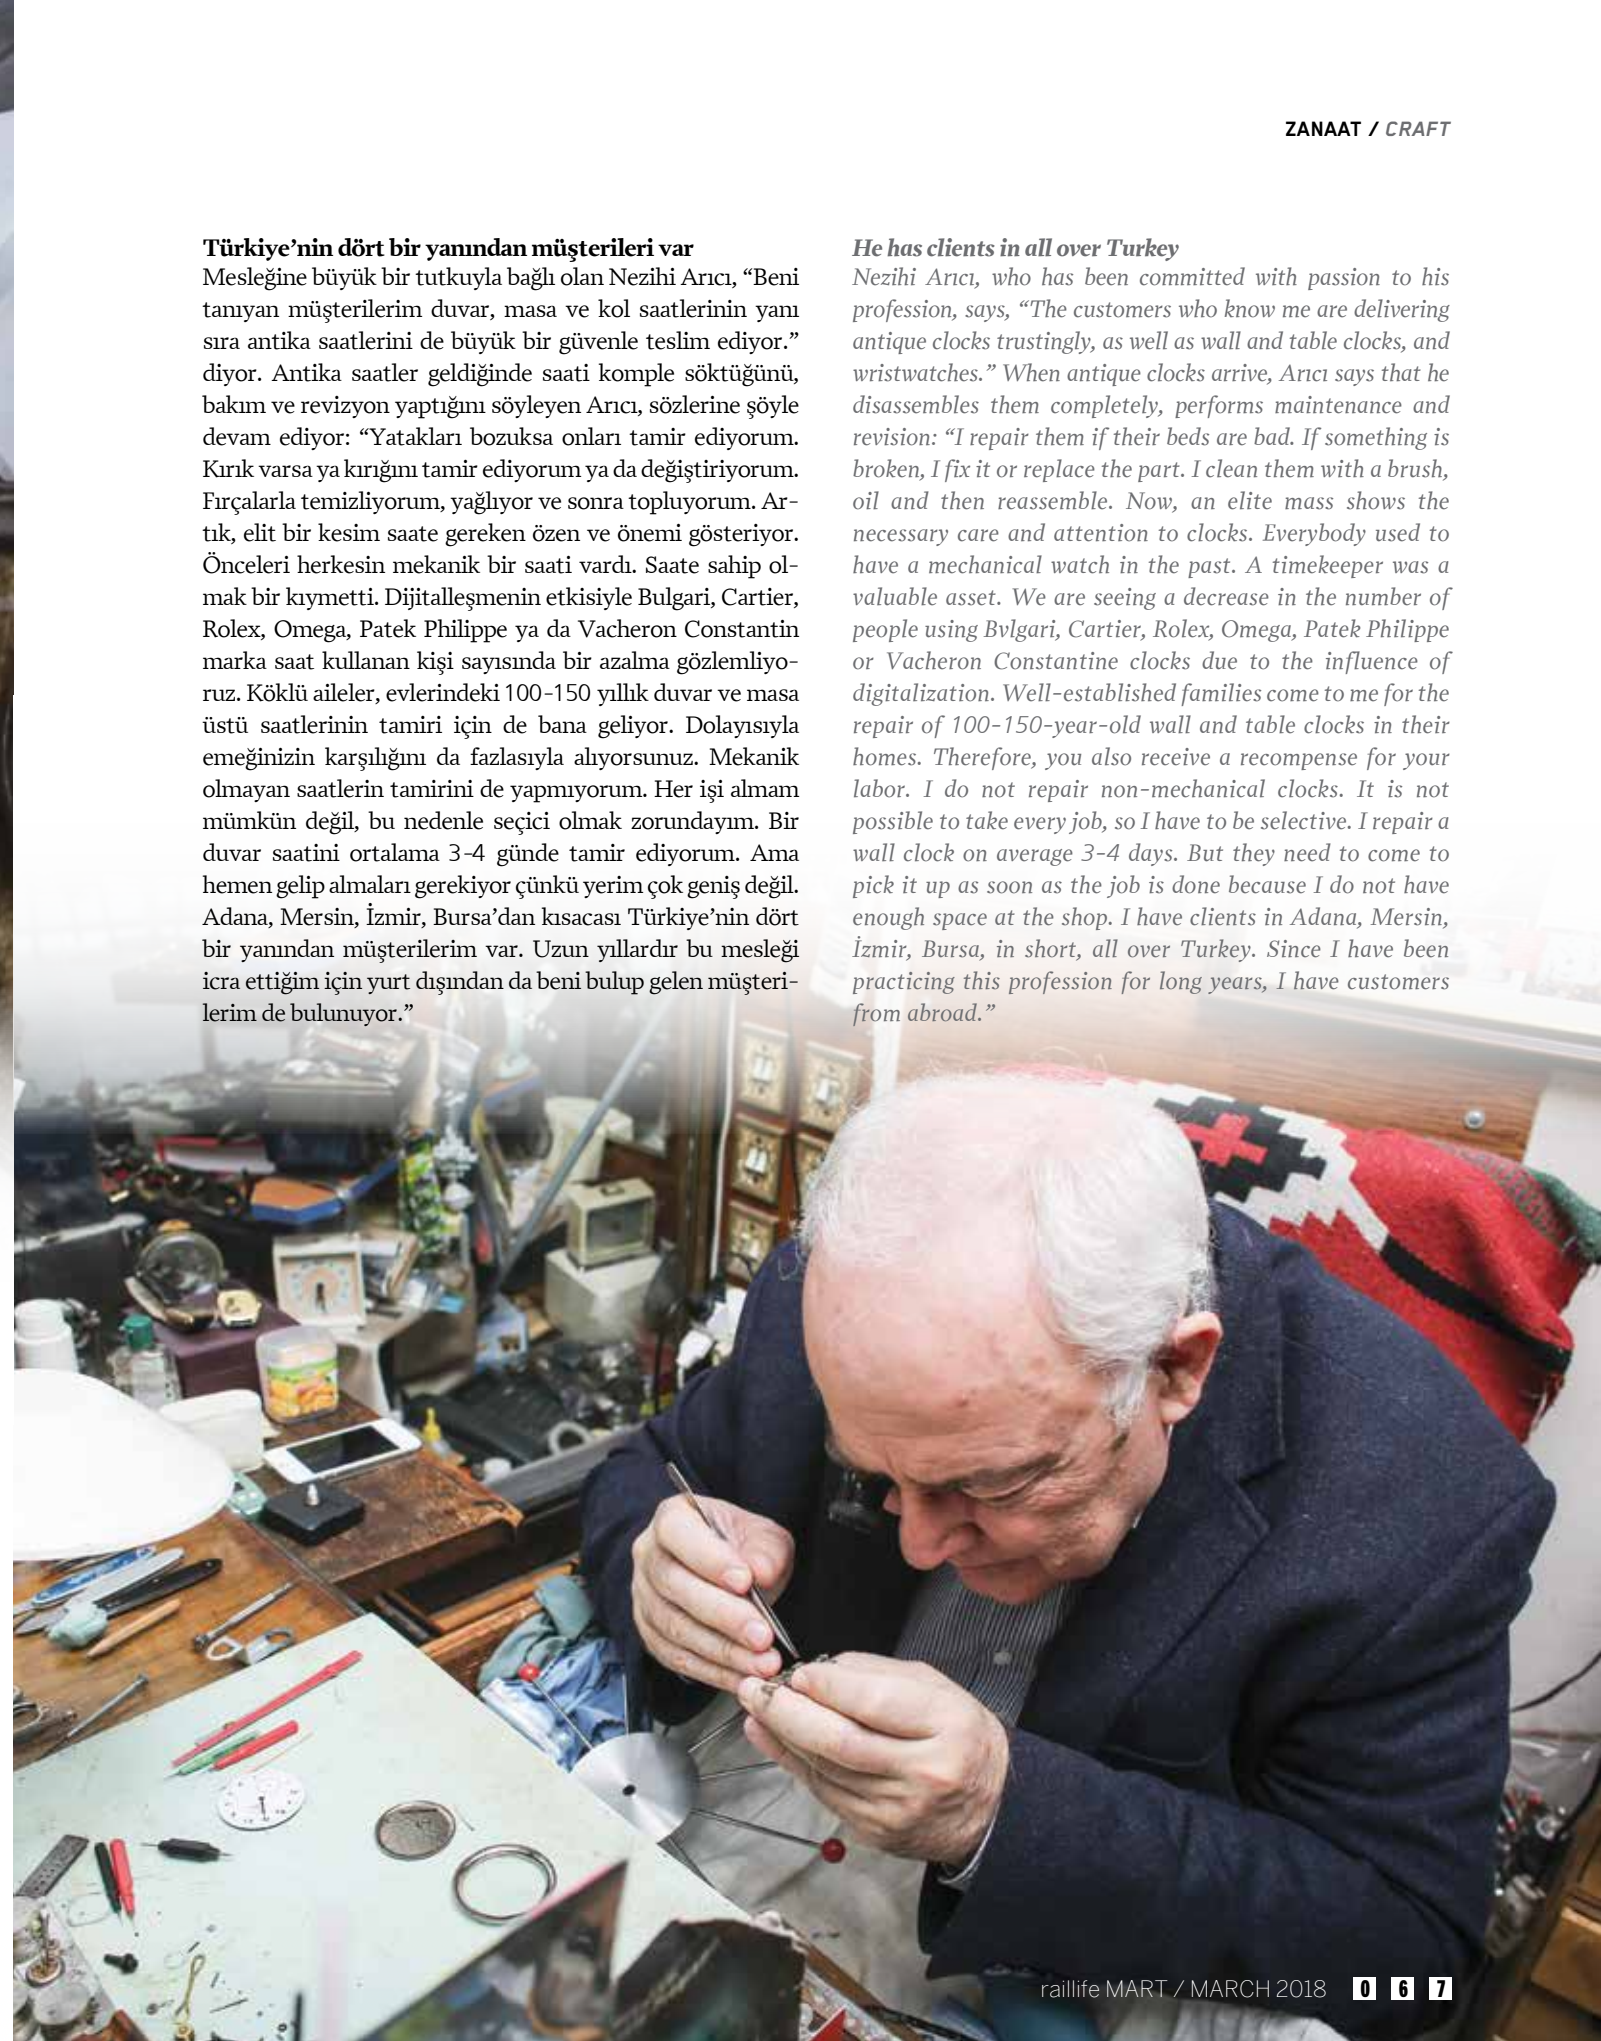 ZANAAT / CRAFT
Türkiye’nin dört bir yanından müşterileri var
Mesleğine büyük bir tutkuyla bağlı olan Nezihi Arıcı, “Beni
tanıyan müşterilerim duvar, masa ve kol saatlerinin yanı
sıra antika saatlerini de büyük bir güvenle teslim ediyor.”
diyor. Antika saatler geldiğinde saati komple söktüğünü,
bakım ve revizyon yaptığını söyleyen Arıcı, sözlerine şöyle
devam ediyor: “Yatakları bozuksa onları tamir ediyorum.
Kırık varsa ya kırığını tamir ediyorum ya da değiştiriyorum.
Fırçalarla temizliyorum, yağlıyor ve sonra topluyorum. Ar-
tık, elit bir kesim saate gereken özen ve önemi gösteriyor.
Önceleri herkesin mekanik bir saati vardı. Saate sahip ol-
mak bir kıymetti. Dijitalleşmenin etkisiyle Bulgari, Cartier,
Rolex, Omega, Patek Philippe ya da Vacheron Constantin
marka saat kullanan kişi sayısında bir azalma gözlemliyo-
ruz. Köklü aileler, evlerindeki 100-150 yıllık duvar ve masa
üstü saatlerinin tamiri için de bana geliyor. Dolayısıyla
emeğinizin karşılığını da fazlasıyla alıyorsunuz. Mekanik
olmayan saatlerin tamirini de yapmıyorum. Her işi almam
mümkün değil, bu nedenle seçici olmak zorundayım. Bir
duvar saatini ortalama 3-4 günde tamir ediyorum. Ama
hemen gelip almaları gerekiyor çünkü yerim çok geniş değil.
Adana, Mersin, İzmir, Bursa’dan kısacası Türkiye’nin dört
bir yanından müşterilerim var. Uzun yıllardır bu mesleği
icra ettiğim için yurt dışından da beni bulup gelen müşteri-
lerim de bulunuyor.”
He has clients in all over Turkey
Nezihi Arıcı, who has been committed with passion to his
profession, says, “The customers who know me are delivering
antique clocks trustingly, as well as wall and table clocks, and
wristwatches.” When antique clocks arrive, Arıcı says that he
disassembles them completely, performs maintenance and
revision: “I repair them if their beds are bad. If something is
broken, I fix it or replace the part. I clean them with a brush,
oil and then reassemble. Now, an elite mass shows the
necessary care and attention to clocks. Everybody used to
have a mechanical watch in the past. A timekeeper was a
valuable asset. We are seeing a decrease in the number of
people using Bvlgari, Cartier, Rolex, Omega, Patek Philippe
or Vacheron Constantine clocks due to the influence of
digitalization. Well-established families come to me for the
repair of 100-150-year-old wall and table clocks in their
homes. Therefore, you also receive a recompense for your
labor. I do not repair non-mechanical clocks. It is not
possible to take every job, so I have to be selective. I repair a
wall clock on average 3-4 days. But they need to come to
pick it up as soon as the job is done because I do not have
enough space at the shop. I have clients in Adana, Mersin,
İzmir, Bursa, in short, all over Turkey. Since I have been
practicing this profession for long years, I have customers
from abroad.”
raillife MART / MARCH 2018 0 6 7